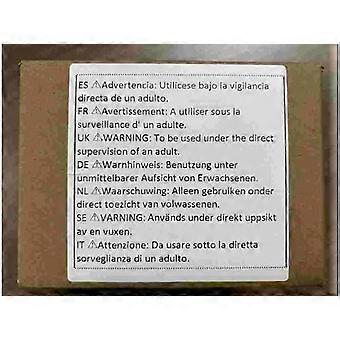 ES ⚠Advertencia: Utilícese bajo la vigilancia
directa de un adulto.
FR ⚠Avertissement: A utiliser sous la
surveillance d' un adulte.
UK ⚠WARNING: To be used under the direct
supervision of an adult.
DE ⚠Warnhinweis: Benutzung unter
unmittelbarer Aufsicht von Erwachsenen.
NL ⚠Waarschuwing: Alleen gebruiken onder
direct toezicht van volwassenen.
SE ⚠VARNING: Används under direkt uppsikt
av en vuxen.
IT ⚠Attenzione: Da usare sotto la diretta
sorveglianza di un adulto.